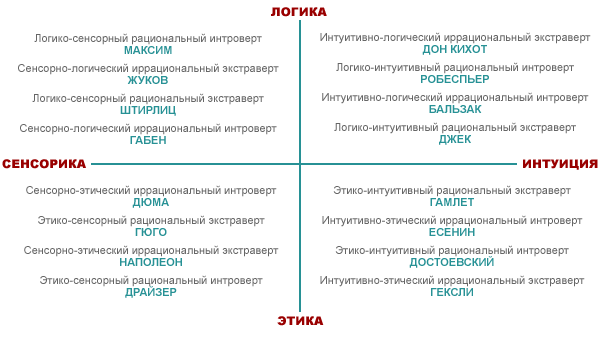 ЛОГИКА
Логико-сенсорный рациональный интроверт
МАКСИМ
Сенсорно-логический иррациональный экстраверт
ЖУКОВ
Логико-сенсорный рациональный экстраверт
ШТИРЛИЦ
Сенсорно-логический иррациональный интроверт
ГАБЕН
Интуитивно-логический иррациональный экстраверт
ДОН КИХОТ
Логико-интуитивный рациональный интроверт
РОБЕСПЬЕР
Интуитивно-логический иррациональный интроверт
БАЛЬЗАК
Логико-интуитивный рациональный экстраверт
ДЖЕК
СЕНСОРИКА
ИНТУИЦИЯ
Сенсорно-этический иррациональный интроверт
ДЮМА
Этико-сенсорный рациональный экстраверт
ГЮГО
Сенсорно-этический иррациональный экстраверт
НАПОЛЕОН
Этико-сенсорный рациональный интроверт
ДРАЙЗЕР
Этико-интуитивный рациональный экстраверт
ГАМЛЕТ
Интуитивно-этический иррациональный интроверт
ЕСЕНИН
Этико-интуитивный рациональный интроверт
ДОСТОЕВСКИЙ
Интуитивно-этический иррациональный экстраверт
ГЕКСЛИ
ЭТИКА